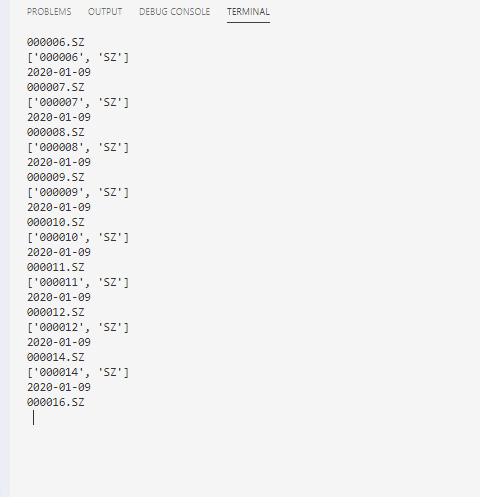 PROBLEMS OUTPUT DEBUG CONSOLE TERMINAL
000006.SZ
['000006', 'SZ']
2020-01-09
000007.SZ
['000007', 'SZ']
2020-01-09
000008.SZ
['000008', 'SZ']
2020-01-09
000009.SZ
['000009', 'SZ']
2020-01-09
000010.SZ
['000010', 'SZ']
2020-01-09
000011.SZ
['000011', 'SZ']
2020-01-09
000012.SZ
['000012', 'SZ']
2020-01-09
000014.SZ
['000014', 'SZ']
2020-01-09
000016.SZ